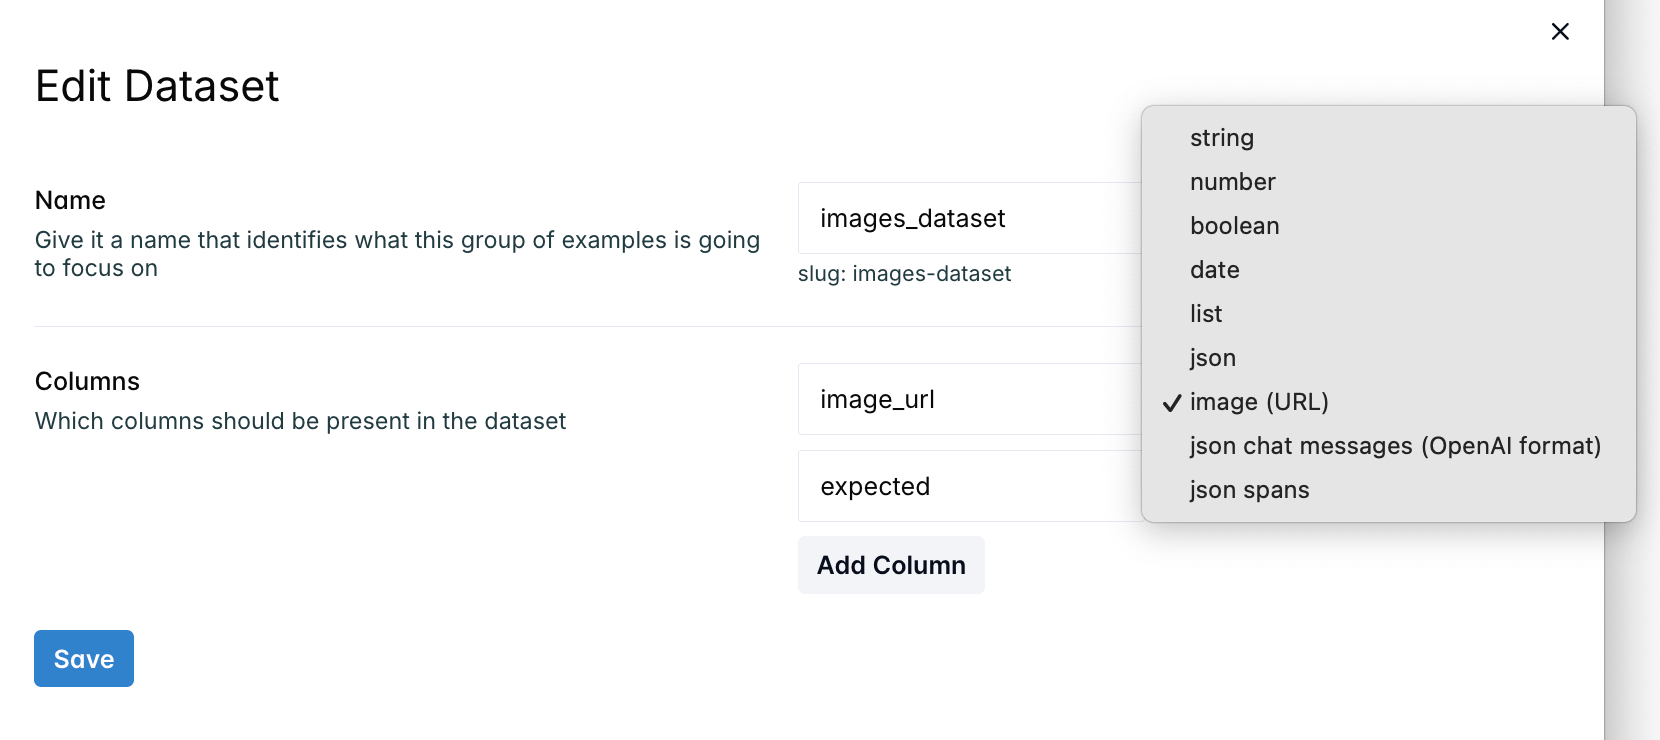 Edit Dataset
Name
Give it a name that identifies what this group of examples is going
to focus on
images_dataset
slug: images-dataset
Columns
Which columns should be present in the dataset
image_url
expected
Add Column
Save
string
number
boolean
date
list
json
image (URL)
json chat messages (OpenAI format)
json spans